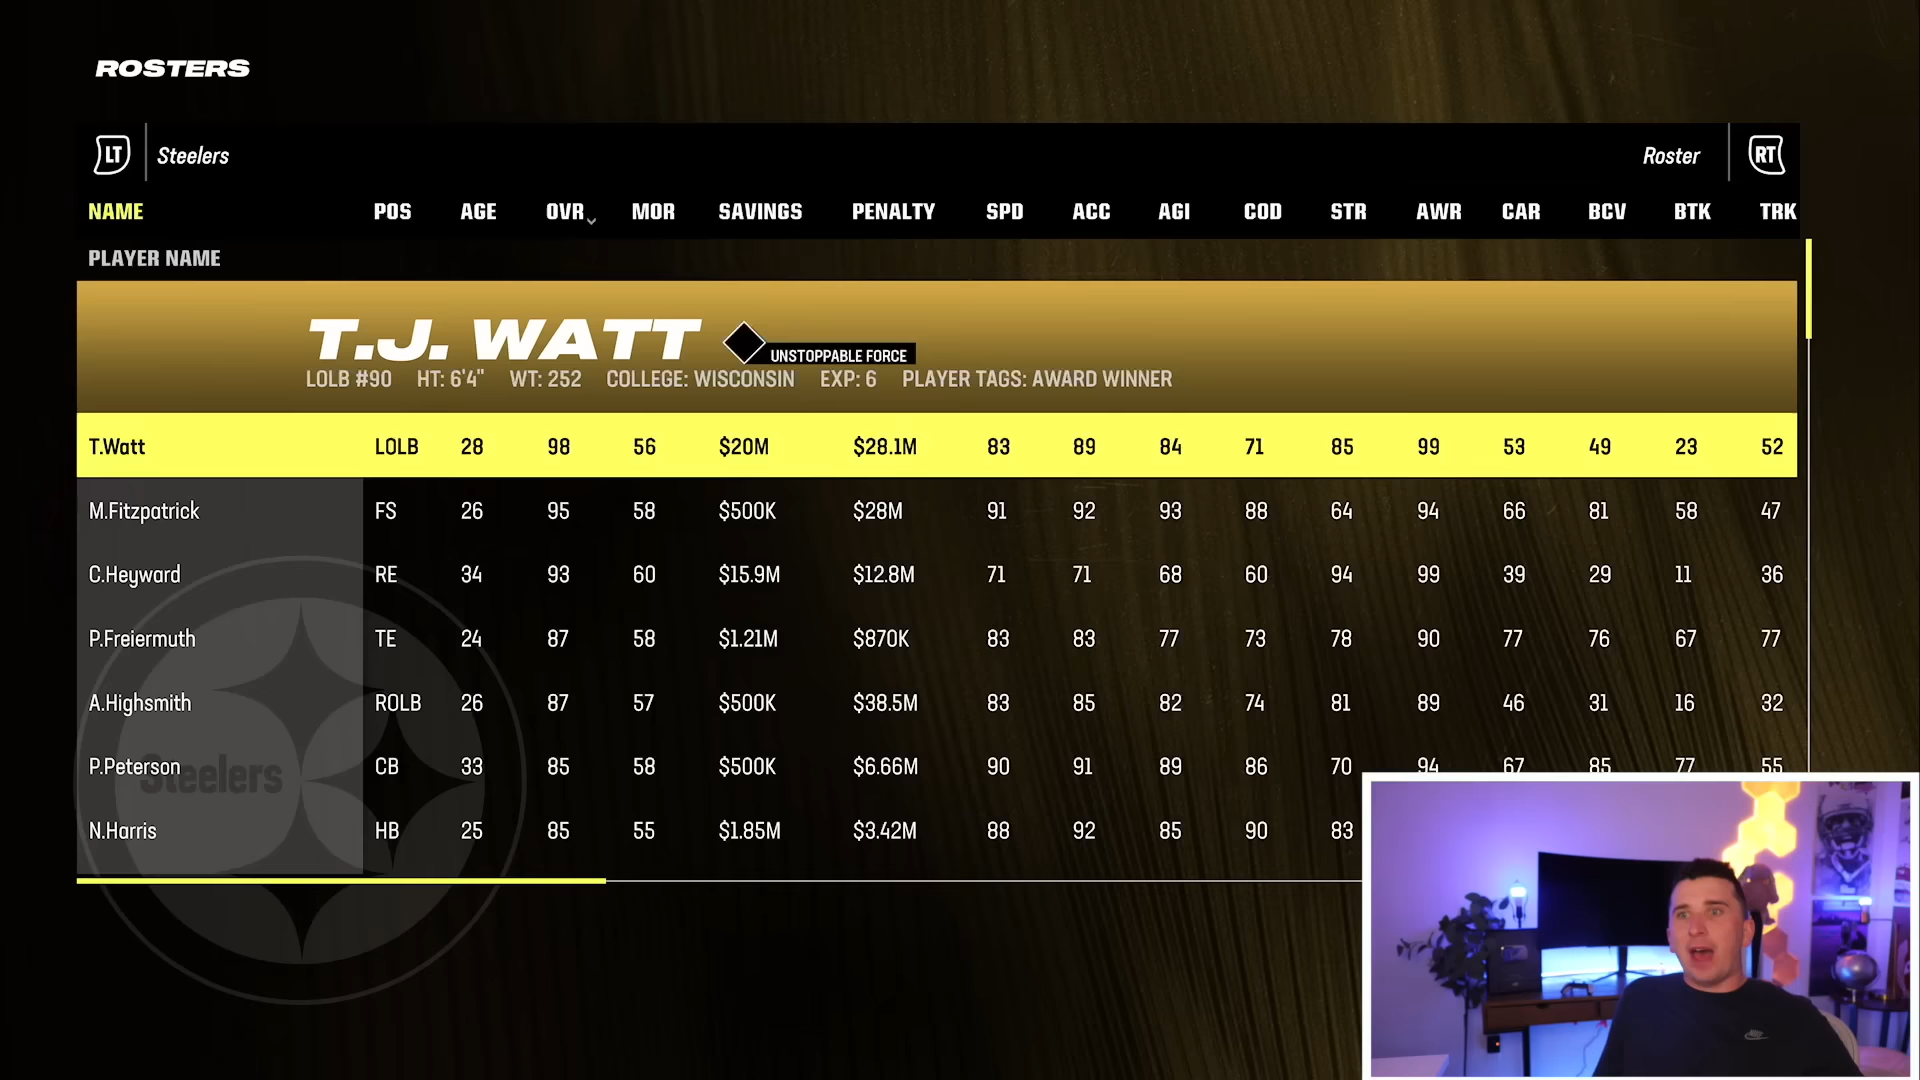 ROSTERS
LT Steelers Roster RT
NAME POS AGE OVR MOR SAVINGS PENALTY SPD ACC AGI COD STR AWR CAR BCV BTK TRK
PLAYER NAME
T.J. WATT UNSTOPPABLE FORCE
LOLB #90 HT: 6'4" WT: 252 COLLEGE: WISCONSIN EXP: 6 PLAYER TAGS: AWARD WINNER
T.Watt LOLB 28 98 56 $20M $28.1M 83 89 84 71 85 99 53 49 23 52
M.Fitzpatrick FS 26 95 58 $500K $28M 91 92 93 88 64 94 66 81 58 47
C.Heyward RE 34 93 60 $15.9M $12.8M 71 71 68 60 94 99 39 29 11 36
P.Freiermuth TE 24 87 58 $1.21M $870K 83 83 77 73 78 90 77 76 67 77
A.Highsmith ROLB 26 87 57 $500K $38.5M 83 85 82 74 81 89 46 31 16 32
P.Peterson CB 33 85 58 $500K $6.66M 90 91 89 86 70 94 67 85 77 55
Steelers
N.Harris HB 25 85 55 $1.85M $3.42M 88 92 85 90 83